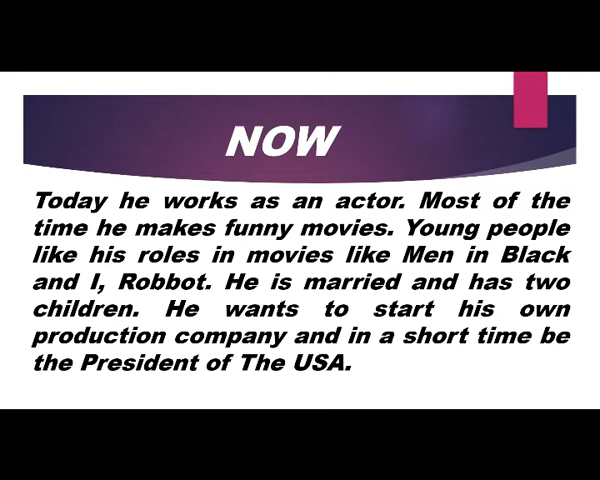 NOW
Today he works as an actor. Most of the
time he makes funny movies. Young people
like his roles in movies like Men in Black
and I, Robbot. He is married and has two
children. He wants to start his own
production company and in a short time be
the President of The USA.